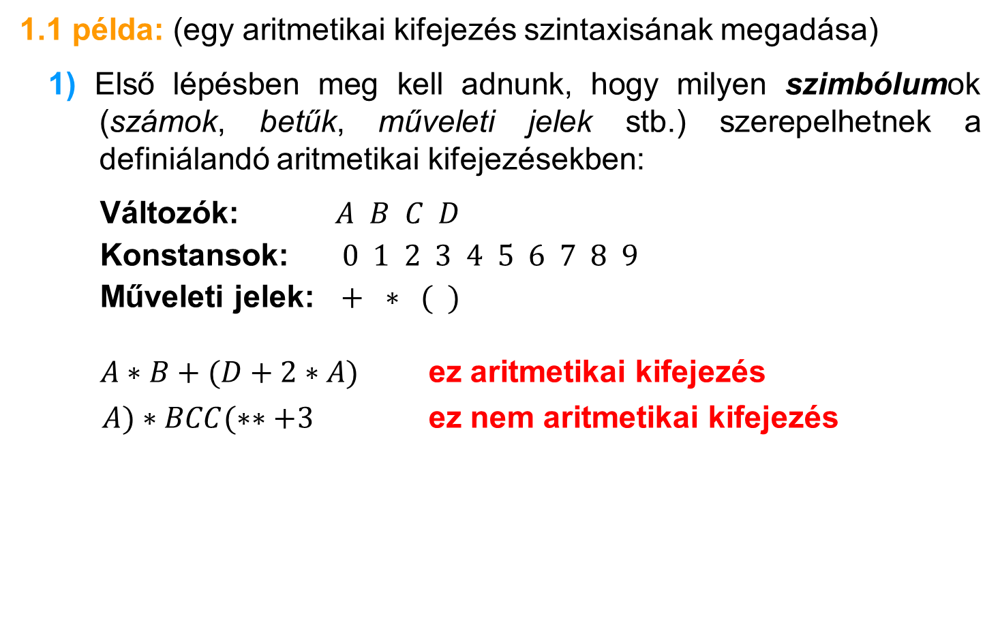 1.1 példa: (egy aritmetikai kifejezés szintaxisának megadása)
1) Első lépésben meg kell adnunk, hogy milyen szimbólumok
(számok, betűk, műveleti jelek stb.) szerepelhetnek a
definiálandó aritmetikai kifejezésekben:
Változók: A B C D
Konstansok: 0 1 2 3 4 5 6 7 8 9
Műveleti jelek: + * ( )
A * B + (D + 2 * A) ez aritmetikai kifejezés
A) * BCC(** +3 ez nem aritmetikai kifejezés